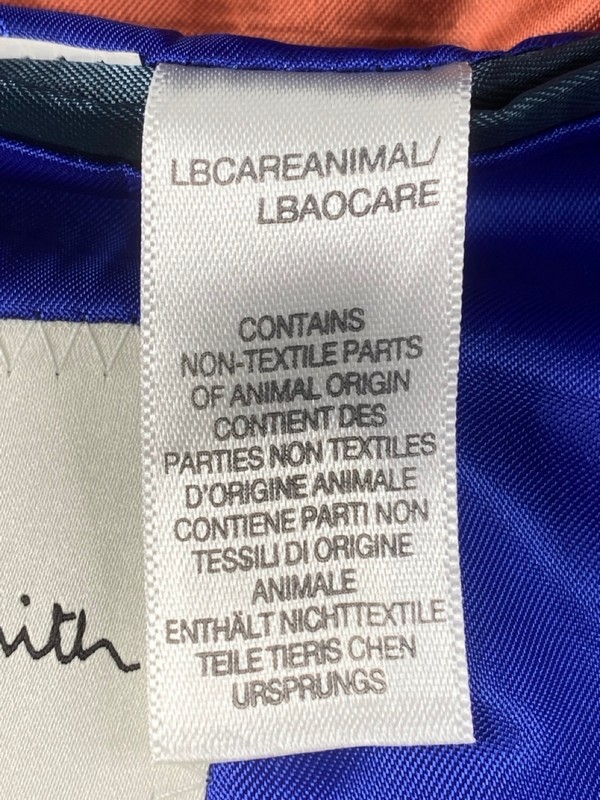 LBCAREANIMAL/
LBAOCARE
CONTAINS
NON-TEXTILE PARTS
OF ANIMAL ORIGIN
CONTIENT DES
PARTIES NON TEXTILES
D'ORIGINE ANIMALE
CONTIENE PARTI NON
TESSILI DI ORIGINE
ANIMALE
ENTHÄLT NICHTTEXTILE
TEILE TIERIS CHEN
URSPRUNGS